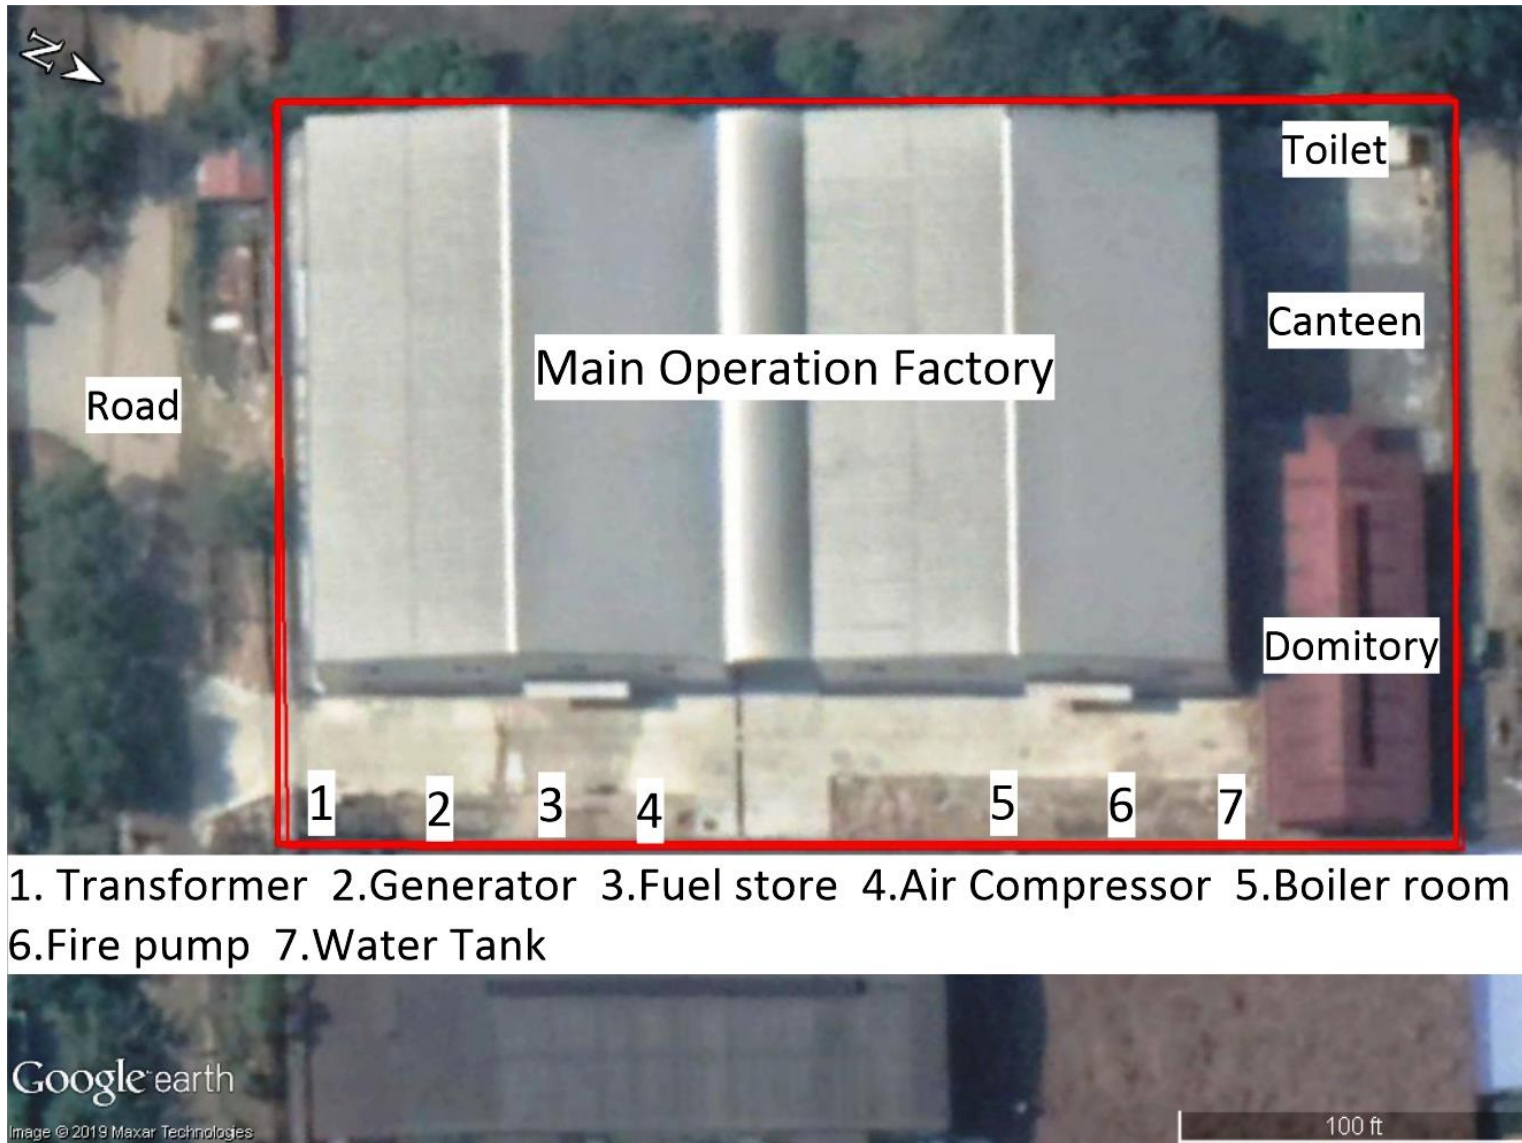 N
Toilet
Canteen
Main Operation Factory
Road
Domitory
1 2 3 4 5 6 7
1. Transformer 2.Generator 3.Fuel store 4.Air Compressor 5.Boiler room
6.Fire pump 7.Water Tank
Google earth
Image © 2019 Maxar Technologies
100 ft